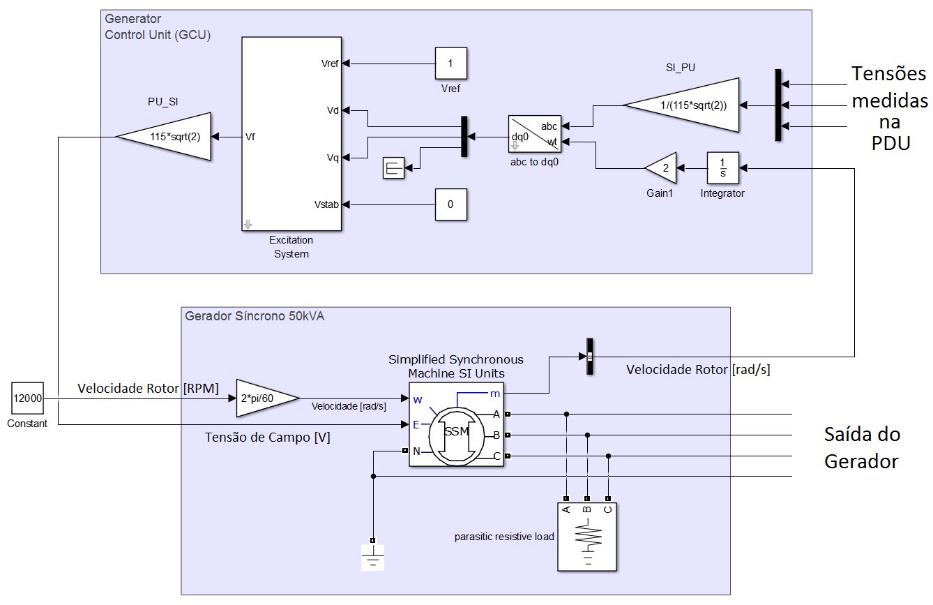 Generator
Control Unit (GCU)
PU_SI
115*sqrt(2)
Vf
Vref
Vd
Vq
Vstab
Excitation
System
1
Vref
0
dq0
abc
wt
abc to dq0
SI_PU
1/(115*sqrt(2))
2
Gain1
1
s
Integrator
Tensões
medidas
na
PDU
Gerador Síncrono 50kVA
12000
Constant
Velocidade Rotor [RPM]
2*pi/60
Velocidade [rad/s]
Tensão de Campo [V]
Simplified Synchronous
Machine SI Units
w
E
N
SSM
m
A
B
C
Velocidade Rotor [rad/s]
Saída do
Gerador
A B C
parasitic resistive load